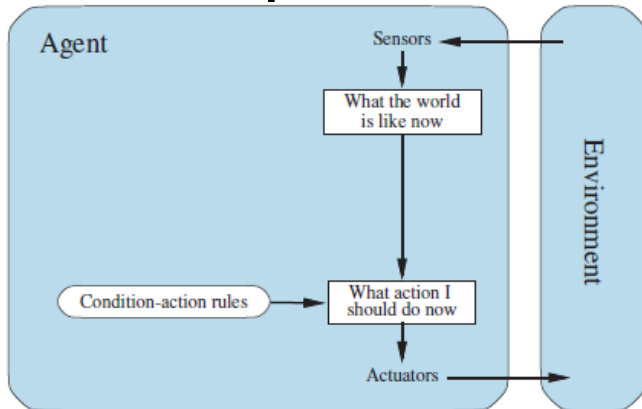 Agent
Sensors
What the world
is like now
Environment
Condition-action rules
What action I
should do now
Actuators